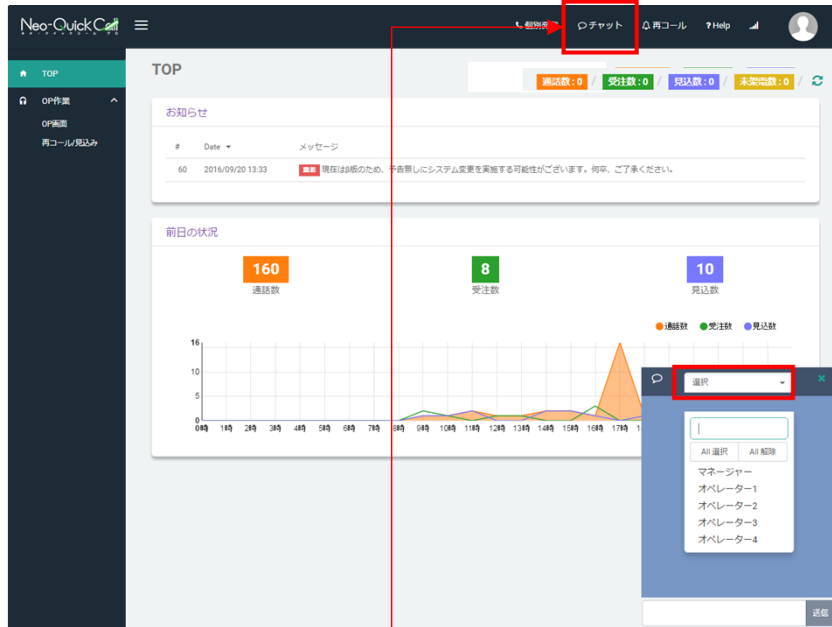 Neo-QuickCall
チャット
再コール
?Help
TOP
OP作業
OP画面
再コール/見込み
TOP
通話数：0 / 受注数：0 / 見込数：0 / 未架電数：0 /
お知らせ
# Date メッセージ
60 2016/09/20 13:33 重要 現在はβ版のため、予告無しにシステム変更を実施する可能性がございます。何卒、ご了承ください。
前日の状況
160 8 10
通話数 受注数 見込数
通話数 受注数 見込数
16
10
5
0
0時 1時 2時 3時 4時 5時 6時 7時 8時 9時 10時 11時 12時 13時 14時 15時 16時 17時
選択
All 選択 All 解除
マネージャー
オペレーター1
オペレーター2
オペレーター3
オペレーター4
送信